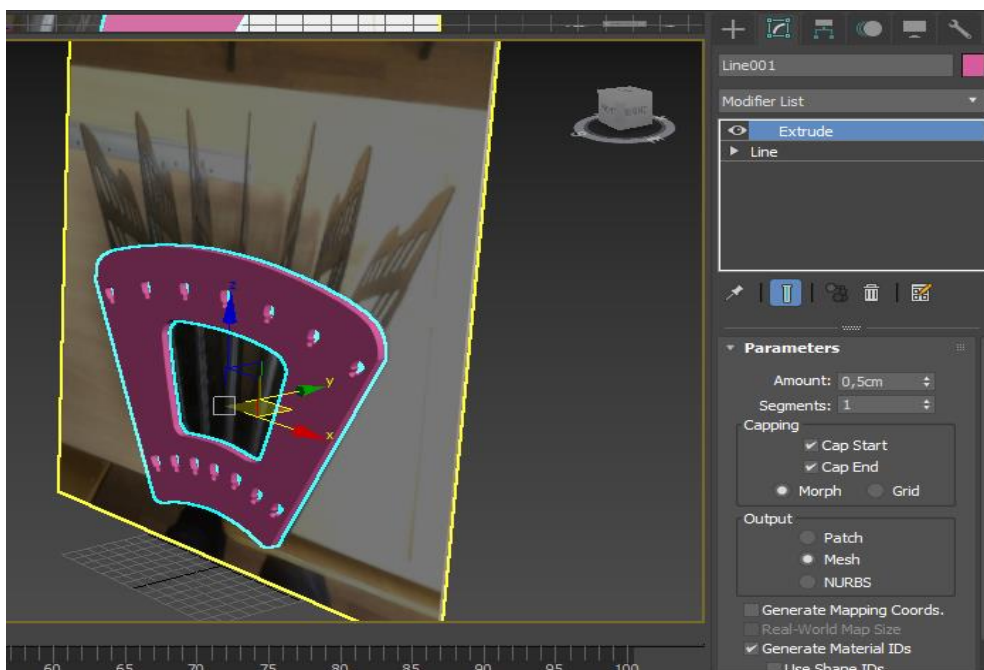 Line001
Modifier List
Extrude
Line
z
y
x
Parameters
Amount: 0,5cm
Segments: 1
Capping
Cap Start
Cap End
Morph Grid
Output
Patch
Mesh
NURBS
Generate Mapping Coords.
Real-World Map Size
Generate Material IDs
Use Shape IDs
60 65 70 75 80 85 90 95 100